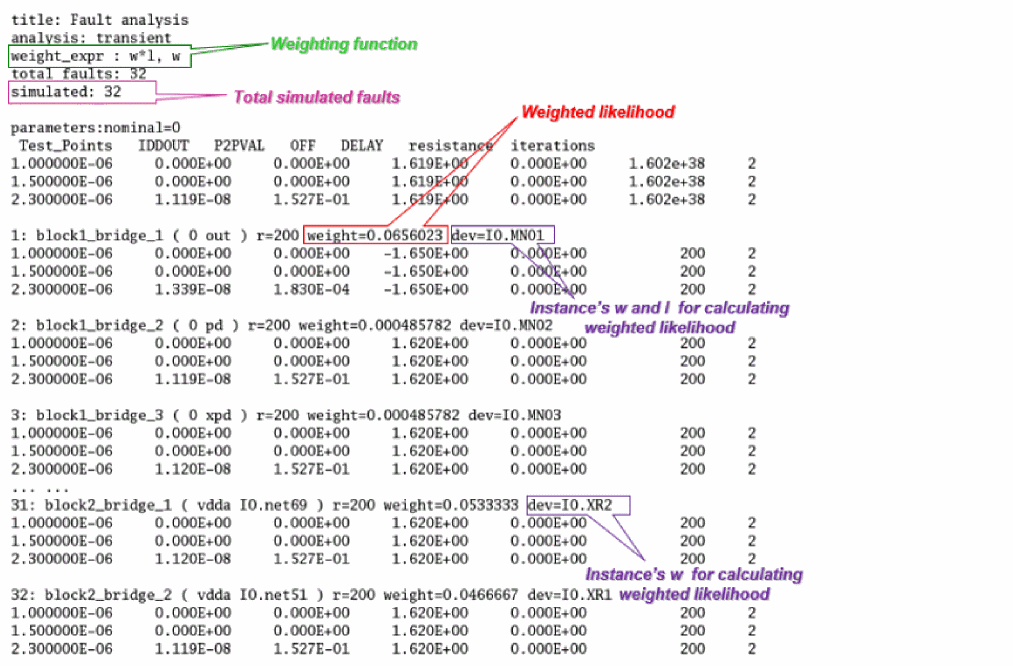 title: Fault analysis
analysis: transient
weight_expr : w*l, w
Weighting function
total faults: 32
simulated: 32
Total simulated faults
Weighted likelihood
parameters:nominal=0
Test_Points IDDOUT P2PVAL OFF DELAY resistance iterations
1.000000E-06 0.000E+00 0.000E+00 1.619E+00 0.000E+00 1.602e+38 2
1.500000E-06 0.000E+00 0.000E+00 1.619E+00 0.000E+00 1.602e+38 2
2.300000E-06 1.119E-08 1.527E-01 1.619E+00 0.000E+00 1.602e+38 2
1: block1_bridge_1 ( 0 out ) r=200 weight=0.0656023 dev=I0.MN01
1.000000E-06 0.000E+00 0.000E+00 -1.650E+00 0.000E+00 200 2
1.500000E-06 0.000E+00 0.000E+00 -1.650E+00 0.000E+00 200 2
2.300000E-06 1.339E-08 1.830E-04 -1.650E+00 0.000E+00 200 2
Instance's w and l for calculating
weighted likelihood
2: block1_bridge_2 ( 0 pd ) r=200 weight=0.000485782 dev=I0.MN02
1.000000E-06 0.000E+00 0.000E+00 1.620E+00 0.000E+00 200 2
1.500000E-06 0.000E+00 0.000E+00 1.620E+00 0.000E+00 200 2
2.300000E-06 1.119E-08 1.527E-01 1.620E+00 0.000E+00 200 2
3: block1_bridge_3 ( 0 xpd ) r=200 weight=0.000485782 dev=I0.MN03
1.000000E-06 0.000E+00 0.000E+00 1.620E+00 0.000E+00 200 2
1.500000E-06 0.000E+00 0.000E+00 1.620E+00 0.000E+00 200 2
2.300000E-06 1.120E-08 1.527E-01 1.620E+00 0.000E+00 200 2
... ...
31: block2_bridge_1 ( vdda I0.net69 ) r=200 weight=0.0533333 dev=I0.XR2
1.000000E-06 0.000E+00 0.000E+00 1.620E+00 0.000E+00 200 2
1.500000E-06 0.000E+00 0.000E+00 1.620E+00 0.000E+00 200 2
2.300000E-06 1.120E-08 1.527E-01 1.620E+00 0.000E+00 200 2
Instance's w for calculating
weighted likelihood
32: block2_bridge_2 ( vdda I0.net51 ) r=200 weight=0.0466667 dev=I0.XR1
1.000000E-06 0.000E+00 0.000E+00 1.620E+00 0.000E+00 200 2
1.500000E-06 0.000E+00 0.000E+00 1.620E+00 0.000E+00 200 2
2.300000E-06 1.119E-08 1.527E-01 1.620E+00 0.000E+00 200 2